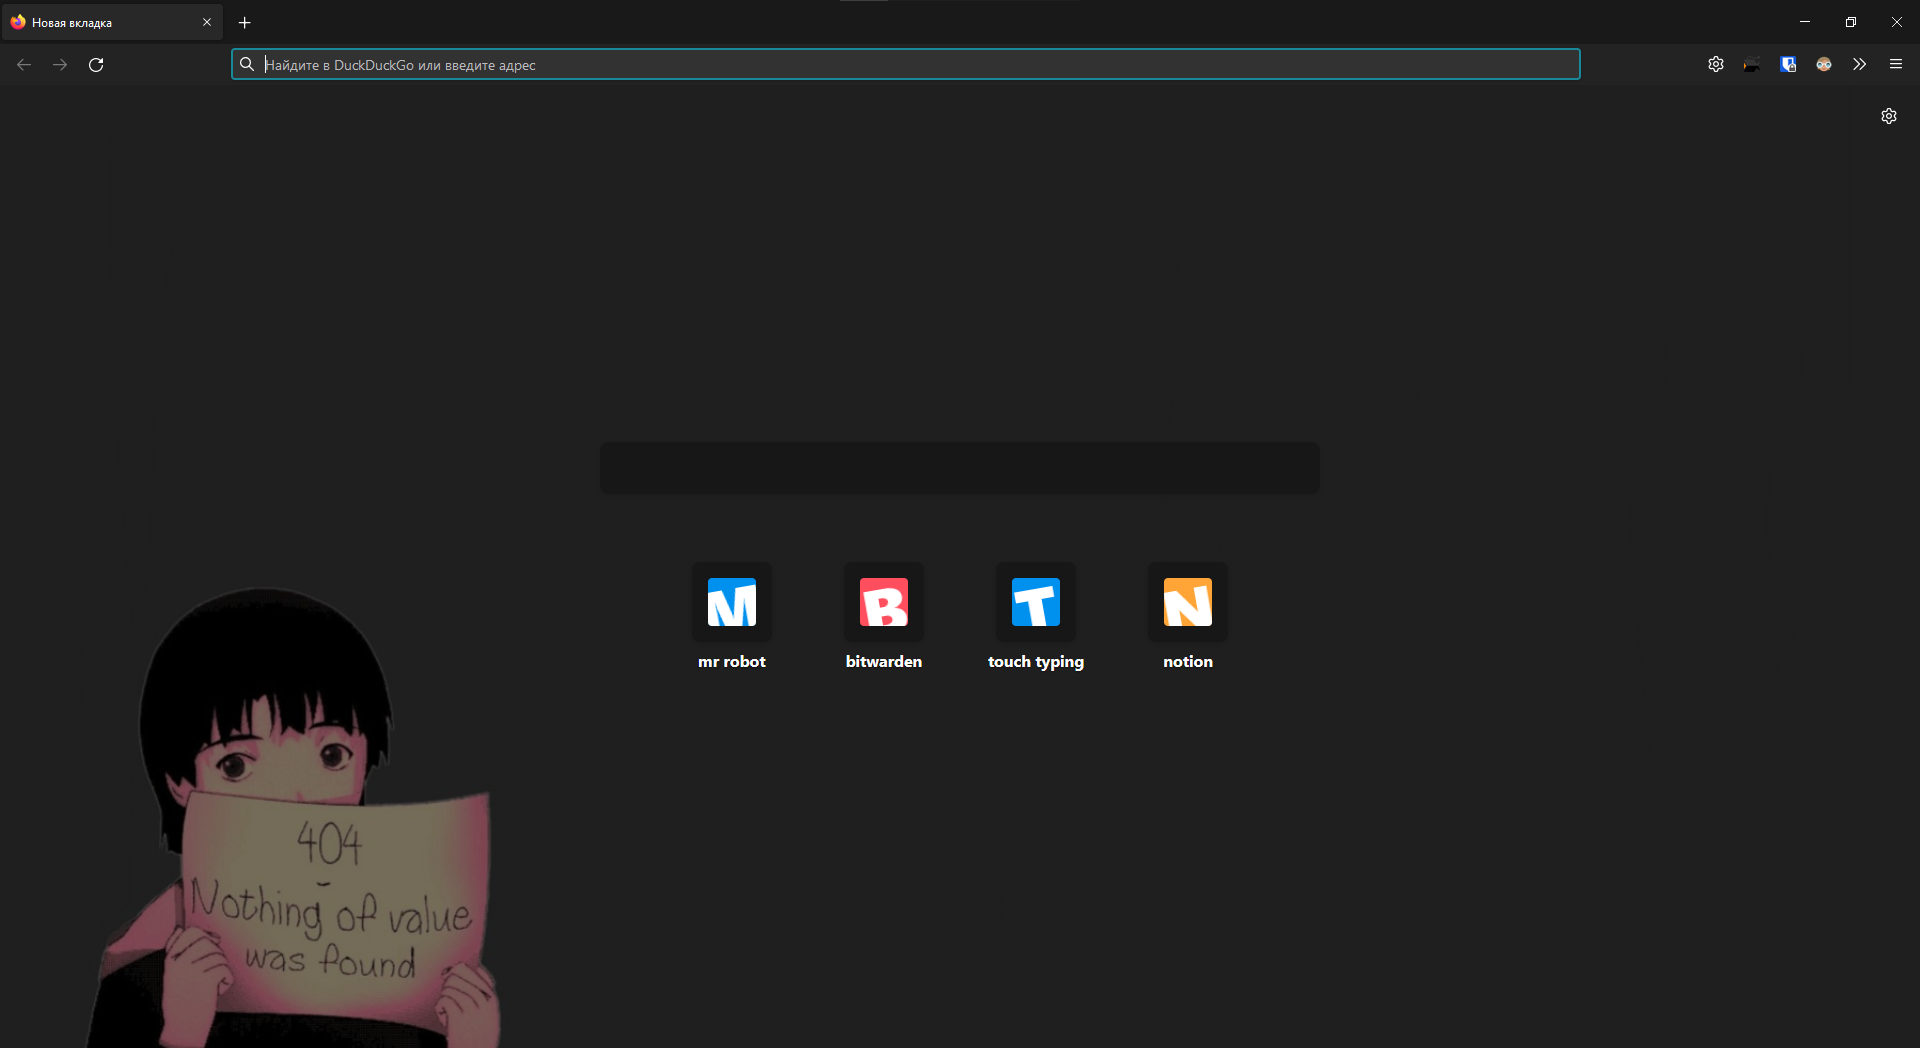 Новая вкладка
Найдите в DuckDuckGo или введите адрес
M
B
T
N
mr robot
bitwarden
touch typing
notion
404
Nothing of value
was found